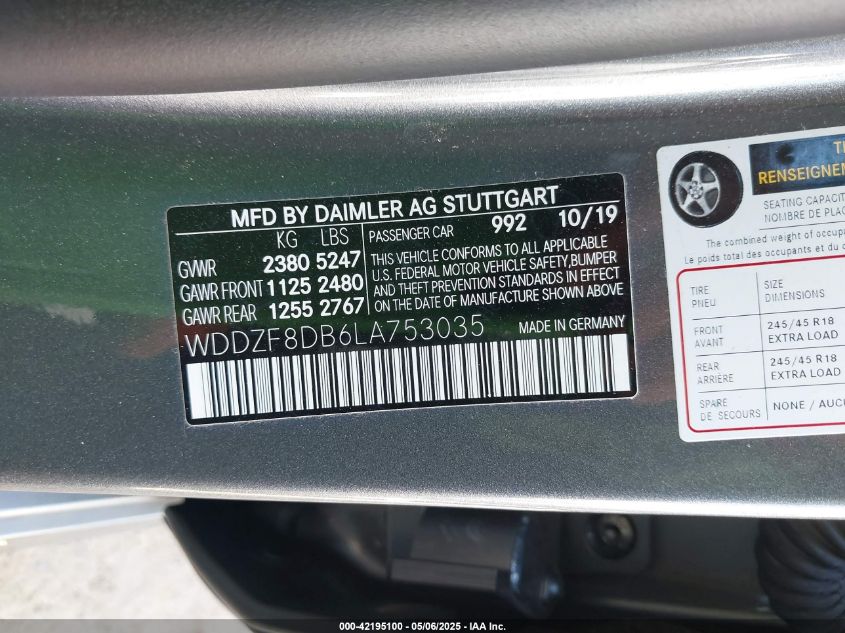 MFD BY DAIMLER AG STUTTGART
KG LBS
GVWR 2380 5247
GAWR FRONT 1125 2480
GAWR REAR 1255 2767
PASSENGER CAR 992 10/19
THIS VEHICLE CONFORMS TO ALL APPLICABLE
U.S. FEDERAL MOTOR VEHICLE SAFETY,BUMPER
AND THEFT PREVENTION STANDARDS IN EFFECT
ON THE DATE OF MANUFACTURE SHOWN ABOVE.
WDDZF8DB6LA753035
MADE IN GERMANY
RENSEIGNEM
SEATING CAPACIT
NOMBRE DE PLA
The combined weight of occup
Le poids total des occupants et du c
TIRE
PNEU
SIZE
DIMENSIONS
FRONT
AVANT
245/45 R18
EXTRA LOAD
REAR
ARRIÈRE
245/45 R18
EXTRA LOAD
SPARE
DE SECOURS
NONE / AUCU
000-42195100 - 05/06/2025 - IAA Inc.